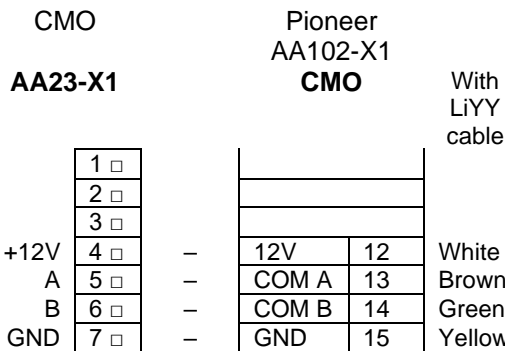 CMO Pioneer
AA102-X1
AA23-X1 CMO With
LiYY
cable
1 □
2 □
3 □
+12V 4 □ – 12V 12 White
A 5 □ – COM A 13 Brown
B 6 □ – COM B 14 Green
GND 7 □ – GND 15 Yellow